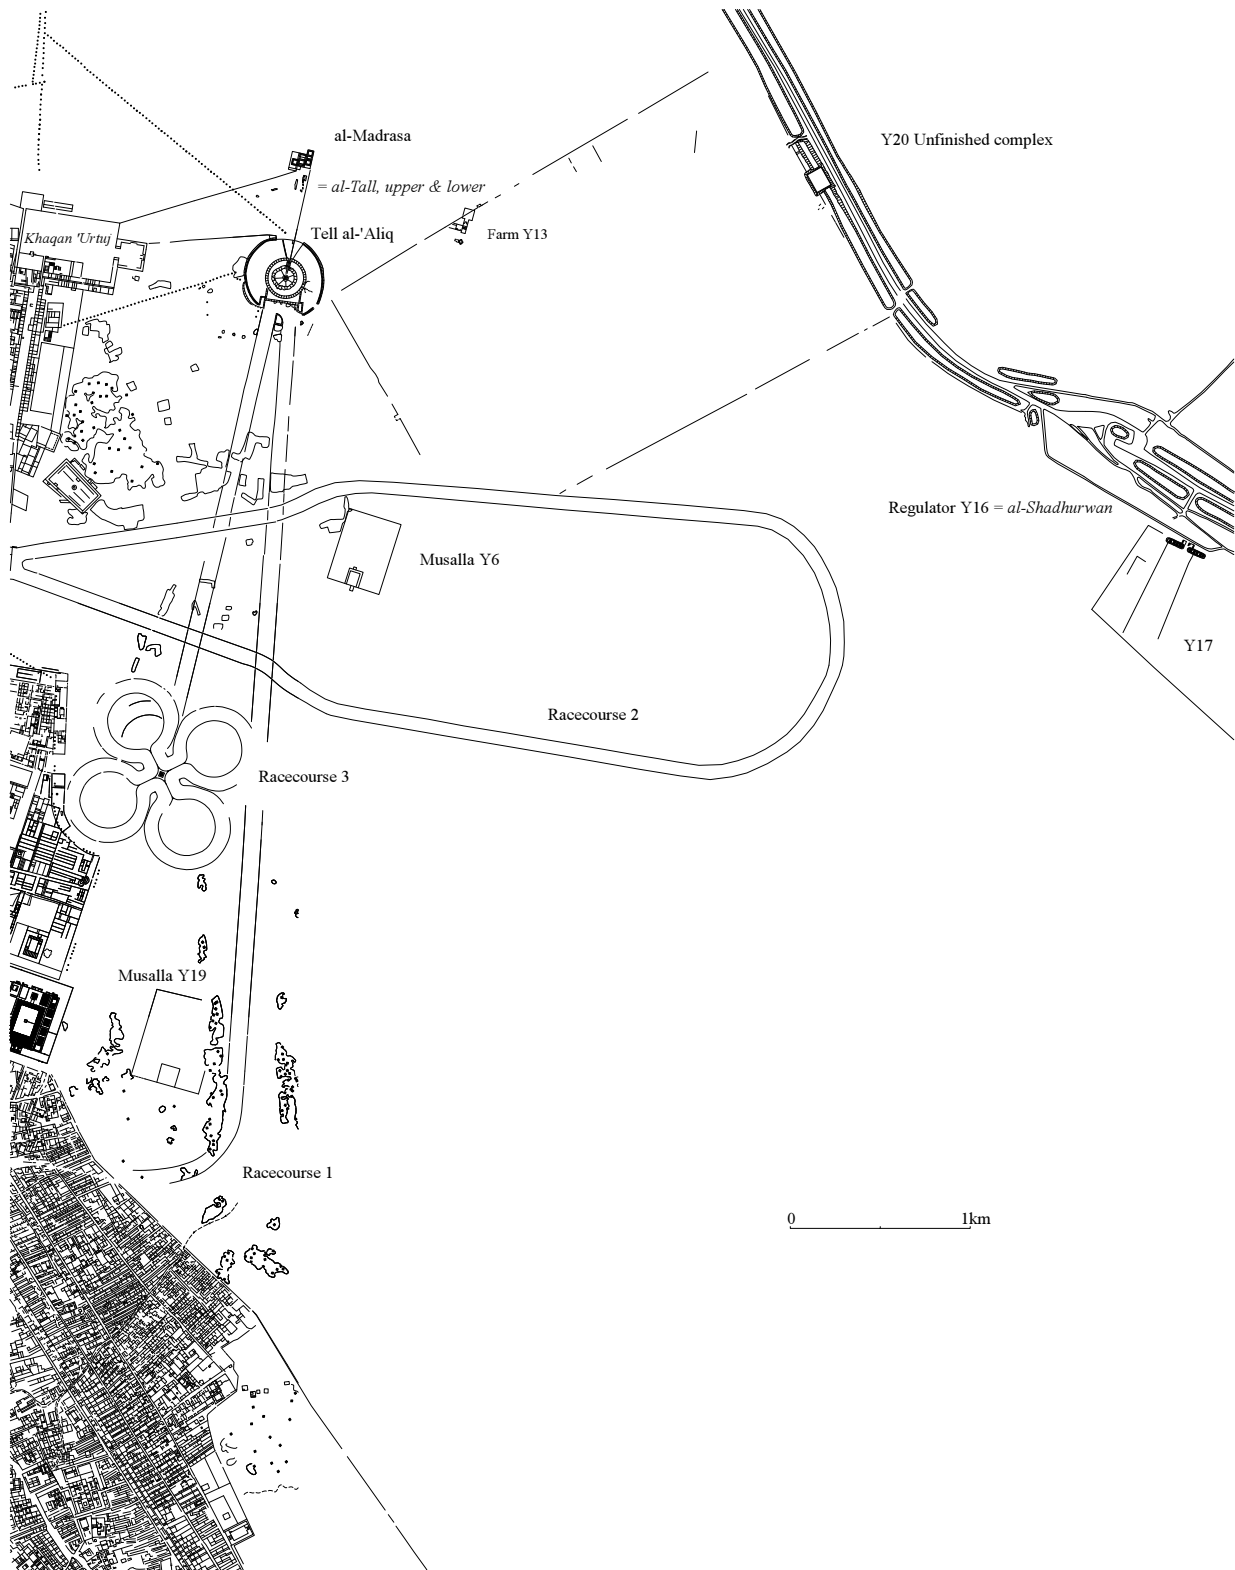 al-Madrasa
Y20 Unfinished complex
= al-Tall, upper & lower
Khaqan 'Urtuj
Tell al-'Aliq
Farm Y13
Regulator Y16 = al-Shadhurwan
Musalla Y6
Y17
Racecourse 2
Racecourse 3
Musalla Y19
Racecourse 1
0 1km